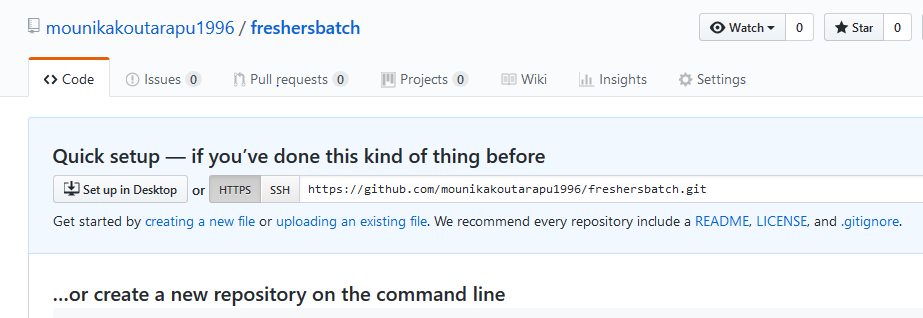 mounikakoutarapu1996 / freshersbatch Watch 0 Star 0
Code Issues 0 Pull requests 0 Projects 0 Wiki Insights Settings
Quick setup — if you’ve done this kind of thing before
Set up in Desktop or HTTPS SSH https://github.com/mounikakoutarapu1996/freshersbatch.git
Get started by creating a new file or uploading an existing file. We recommend every repository include a README, LICENSE, and .gitignore.
…or create a new repository on the command line